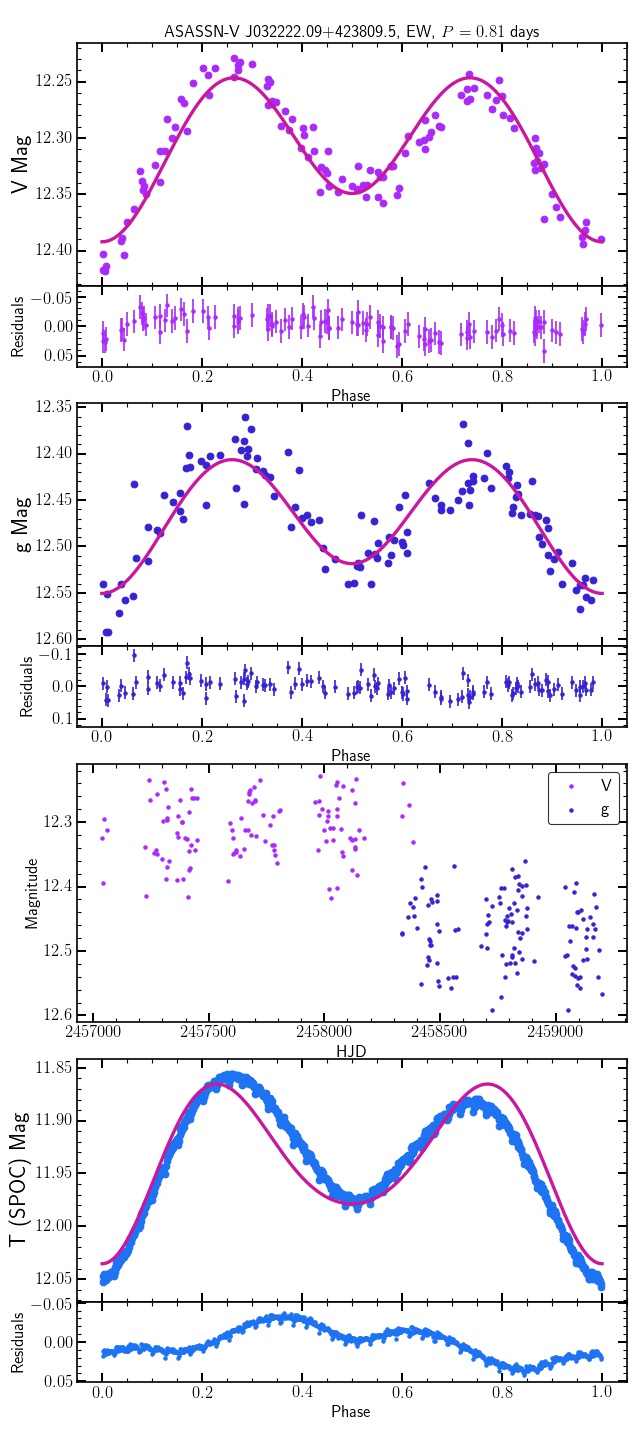 ASASSN-V J032222.09+423809.5, EW, P = 0.81 days
12.25
12.30
12.35
12.40
V Mag
−0.05
0.00
0.05
Residuals
0.0 0.2 0.4 0.6 0.8 1.0
Phase
12.35
12.40
12.45
12.50
12.55
12.60
g Mag
−0.1
0.0
0.1
Residuals
0.0 0.2 0.4 0.6 0.8 1.0
Phase
V
g
12.3
12.4
12.5
12.6
Magnitude
2457000 2457500 2458000 2458500 2459000
HJD
11.85
11.90
11.95
12.00
12.05
T (SPOC) Mag
−0.05
0.00
0.05
Residuals
0.0 0.2 0.4 0.6 0.8 1.0
Phase